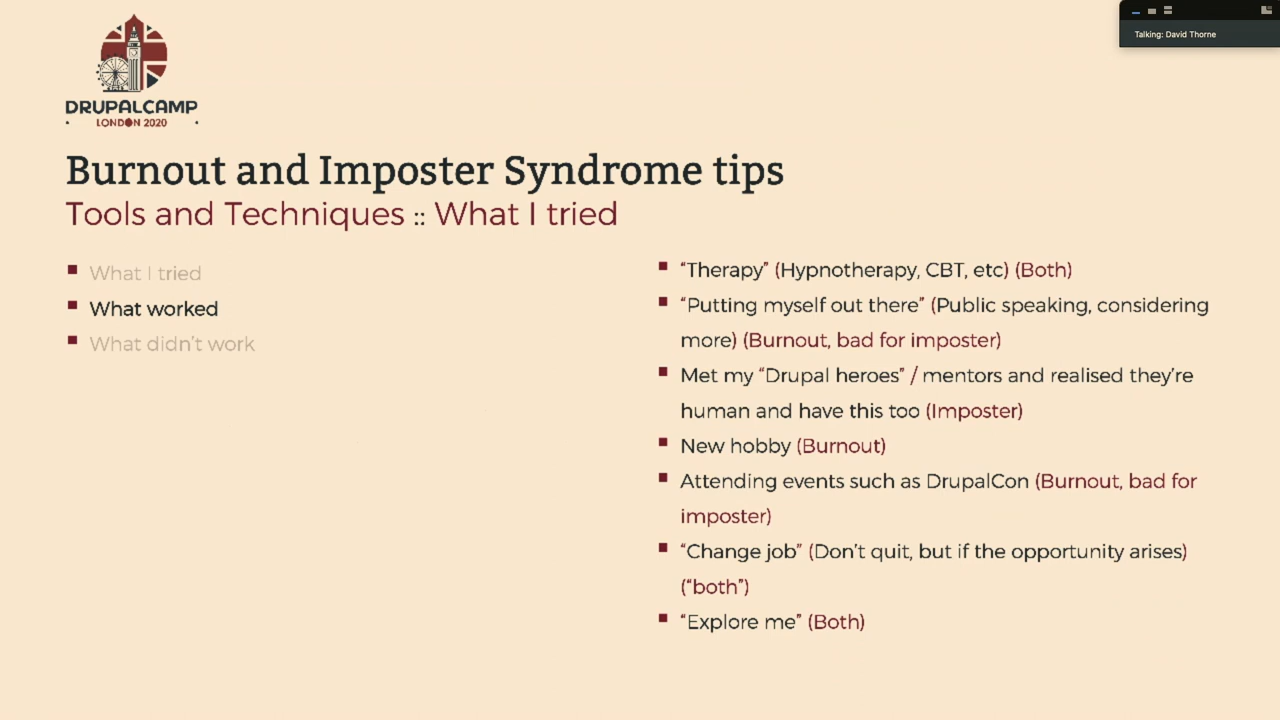 Talking: David Thorne
DRUPALCAMP
LONDON 2020
Burnout and Imposter Syndrome tips
Tools and Techniques :: What I tried
▪ What I tried
▪ What worked
▪ What didn’t work
▪ “Therapy” (Hypnotherapy, CBT, etc) (Both)
▪ “Putting myself out there” (Public speaking, considering
more) (Burnout, bad for imposter)
▪ Met my “Drupal heroes” / mentors and realised they’re
human and have this too (Imposter)
▪ New hobby (Burnout)
▪ Attending events such as DrupalCon (Burnout, bad for
imposter)
▪ “Change job” (Don’t quit, but if the opportunity arises)
(“both”)
▪ “Explore me” (Both)